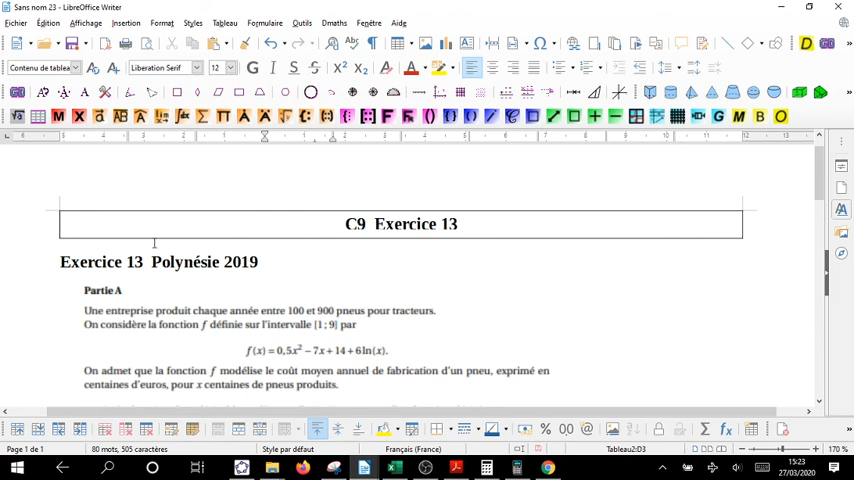 Sans nom 23 - LibreOffice Writer
Fichier Édition Affichage Insertion Format Styles Tableau Formulaire Outils Dmaths Fenêtre Aide
Contenu de tableau Liberation Serif 12
C9 Exercice 13
Exercice 13 Polynésie 2019
Partie A
Une entreprise produit chaque année entre 100 et 900 pneus pour tracteurs.
On considère la fonction f définie sur l'intervalle [1 ; 9] par
f(x) = 0,5x² − 7x + 14 + 6 ln(x).
On admet que la fonction f modélise le coût moyen annuel de fabrication d'un pneu, exprimé en
centaines d'euros, pour x centaines de pneus produits.
Page 1 de 1 80 mots, 505 caractères Style par défaut Français (France) Tableau2:D3 170 %
15:23
27/03/2020